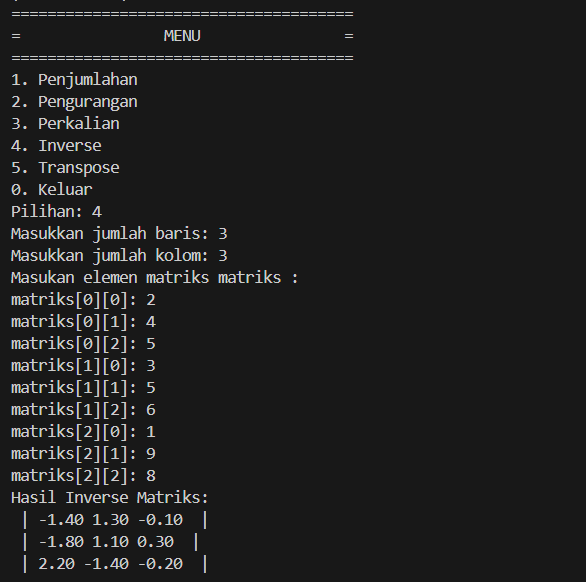 ======================================
=                MENU                =
======================================
1. Penjumlahan
2. Pengurangan
3. Perkalian
4. Inverse
5. Transpose
0. Keluar
Pilihan: 4
Masukkan jumlah baris: 3
Masukkan jumlah kolom: 3
Masukan elemen matriks matriks :
matriks[0][0]: 2
matriks[0][1]: 4
matriks[0][2]: 5
matriks[1][0]: 3
matriks[1][1]: 5
matriks[1][2]: 6
matriks[2][0]: 1
matriks[2][1]: 9
matriks[2][2]: 8
Hasil Inverse Matriks:
 | -1.40 1.30 -0.10  |
 | -1.80 1.10 0.30  |
 | 2.20 -1.40 -0.20  |